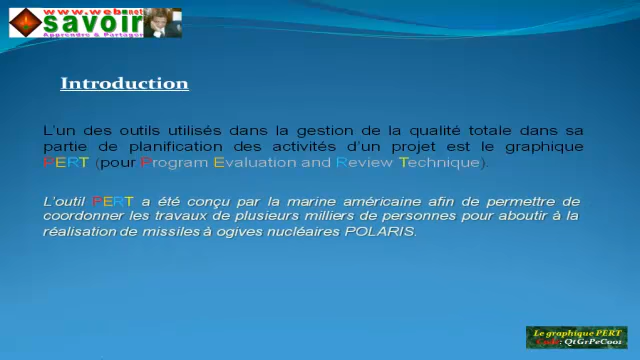 www.webinet
savoir
Apprendre & Partager
Introduction
L'un des outils utilisés dans la gestion de la qualité totale dans sa
partie de planification des activités d'un projet est le graphique
PERT (pour Program Evaluation and Review Technique).
L'outil PERT a été conçu par la marine américaine afin de permettre de
coordonner les travaux de plusieurs milliers de personnes pour aboutir à la
réalisation de missiles à ogives nucléaires POLARIS.
Le graphique PERT
Code: QtGrPeC001